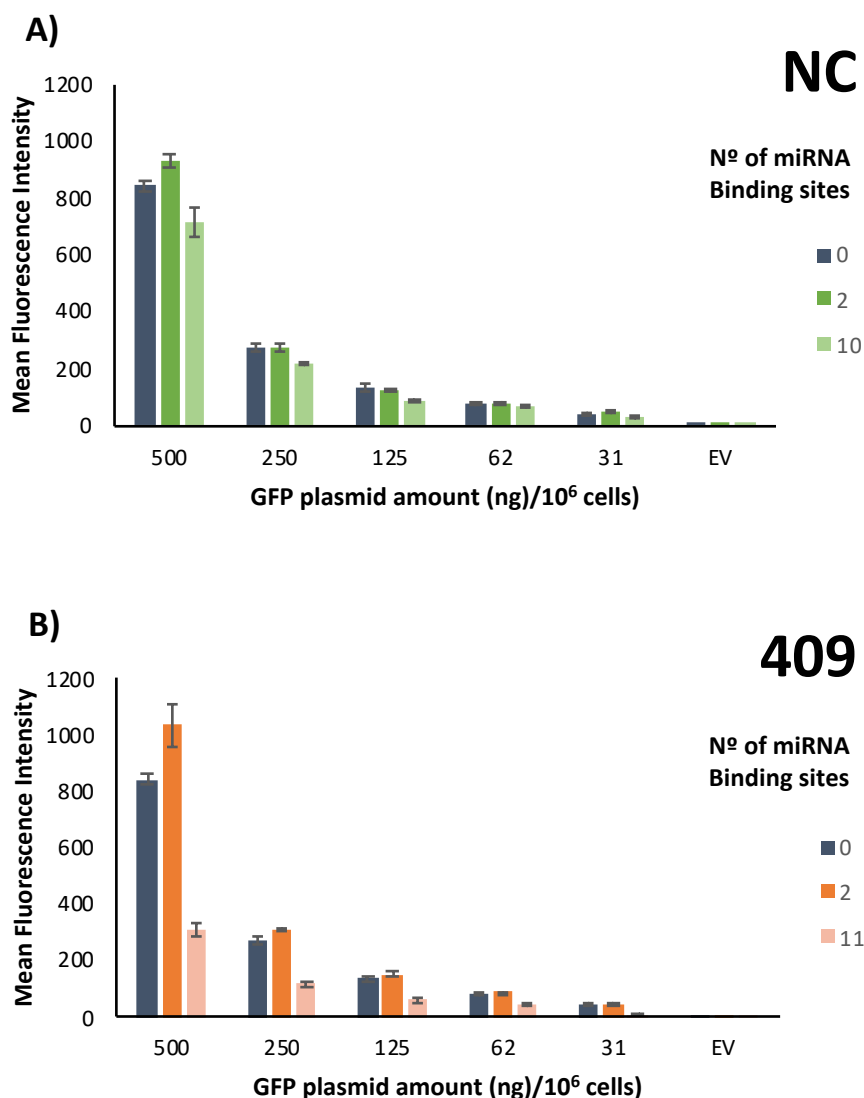 A)
NC
1200
1000
800
600
400
200
0
Mean Fluorescence Intensity
500 250 125 62 31 EV
GFP plasmid amount (ng)/10⁶ cells)
Nº of miRNA
Binding sites
0
2
10
B)
409
1200
1000
800
600
400
200
0
Mean Fluorescence Intensity
500 250 125 62 31 EV
GFP plasmid amount (ng)/10⁶ cells)
Nº of miRNA
Binding sites
0
2
11